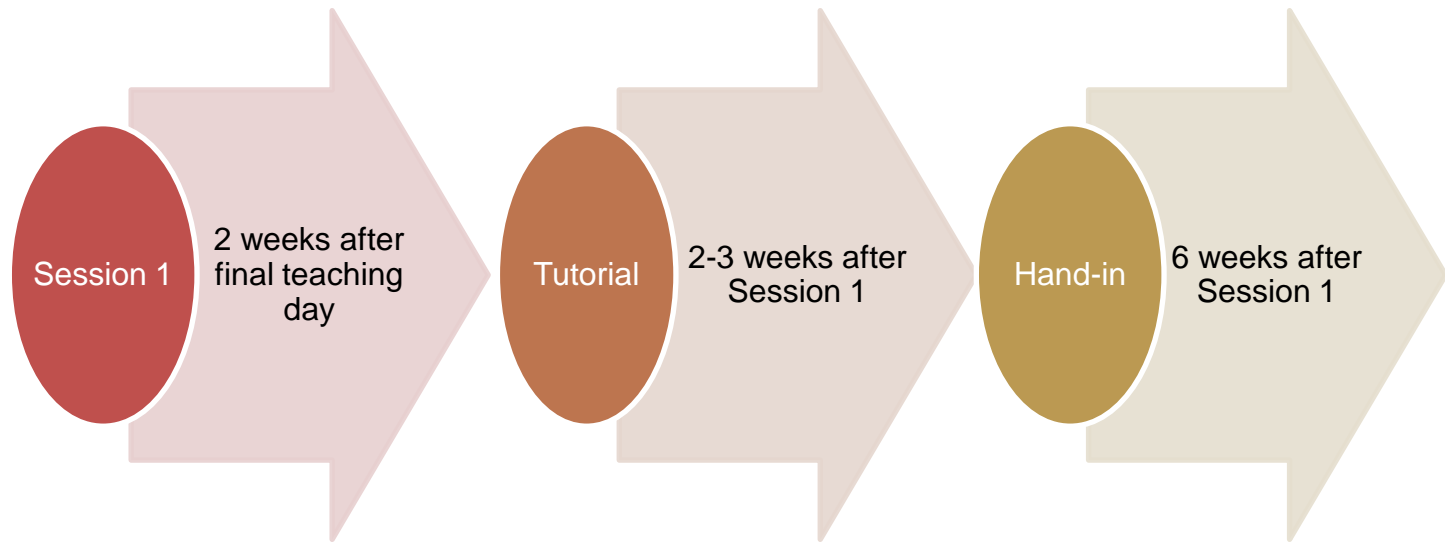 Session 1
2 weeks after
final teaching
day
Tutorial
2-3 weeks after
Session 1
Hand-in
6 weeks after
Session 1